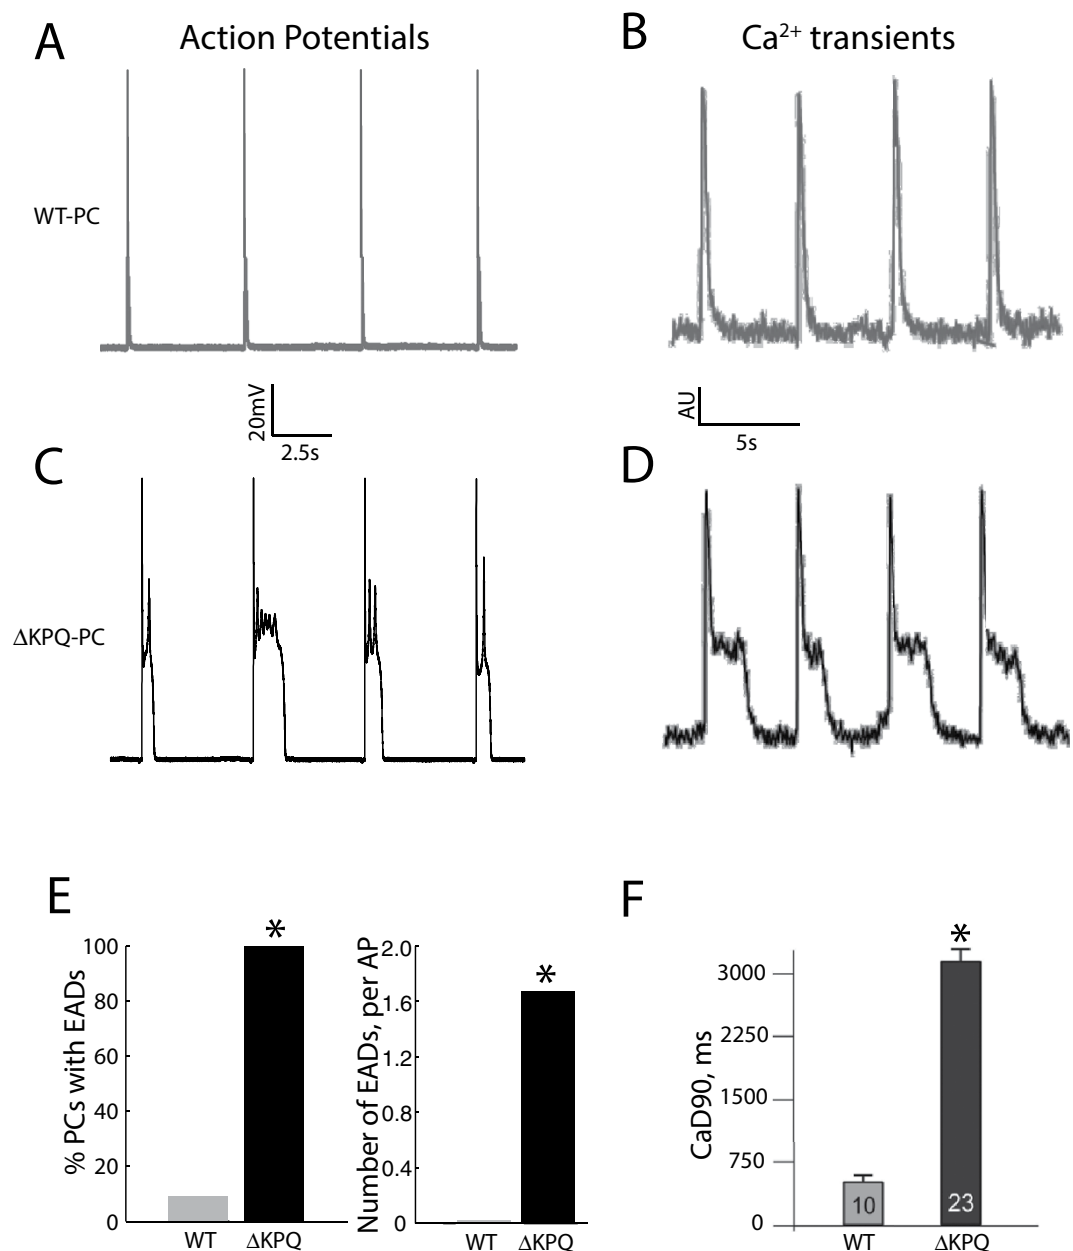 A
Action Potentials
B
Ca²⁺ transients
WT-PC
20mV
2.5s
AU
5s
C
D
ΔKPQ-PC
E
% PCs with EADs
100
80
60
40
20
0
*
WT
ΔKPQ
Number of EADs, per AP
2.0
1.6
1.2
0.8
0.4
0
*
WT
ΔKPQ
F
CaD90, ms
3000
2250
1500
750
0
*
10
23
WT
ΔKPQ